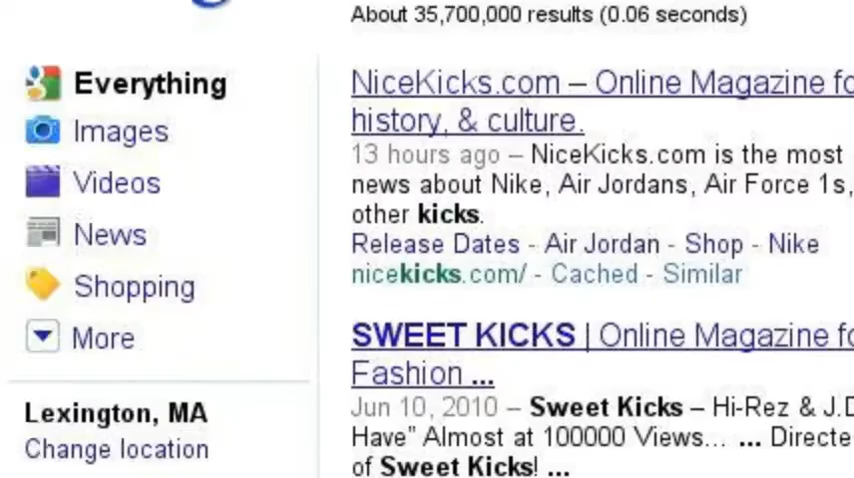 About 35,700,000 results (0.06 seconds)
Everything
Images
Videos
News
Shopping
More
Lexington, MA
Change location
NiceKicks.com – Online Magazine fo
history, & culture.
13 hours ago – NiceKicks.com is the most
news about Nike, Air Jordans, Air Force 1s,
other kicks.
Release Dates - Air Jordan - Shop - Nike
nicekicks.com/ - Cached - Similar
SWEET KICKS | Online Magazine fo
Fashion ...
Jun 10, 2010 – Sweet Kicks – Hi-Rez & J.D
Have" Almost at 100000 Views... ... Directe
of Sweet Kicks! ...